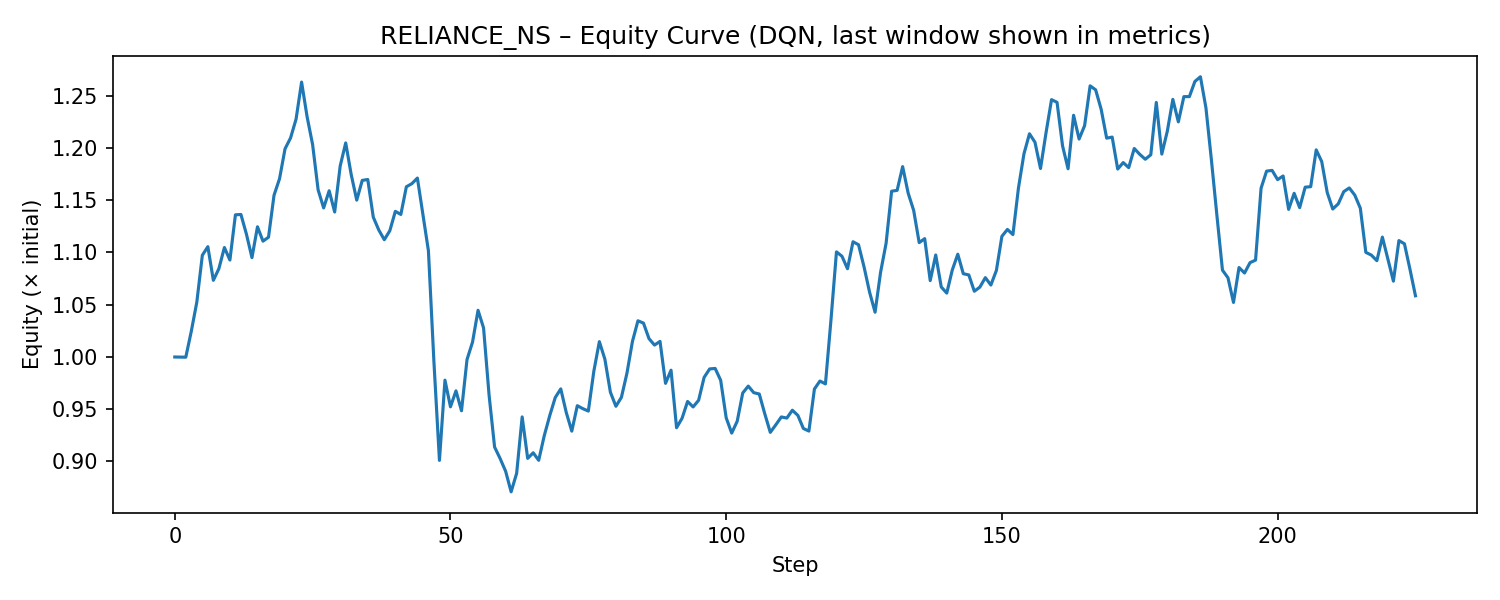 RELIANCE_NS – Equity Curve (DQN, last window shown in metrics)
Equity (× initial)
1.25
1.20
1.15
1.10
1.05
1.00
0.95
0.90
0 50 100 150 200
Step